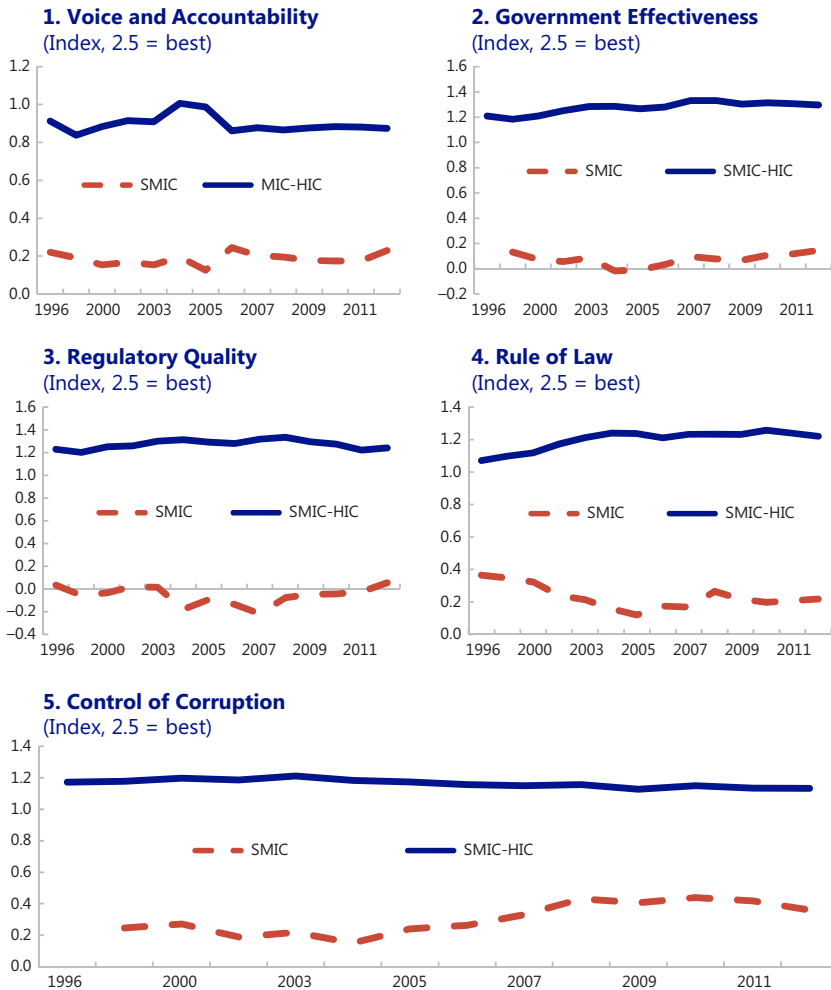 1. Voice and Accountability
(Index, 2.5 = best)
1.2
1.0
0.8
0.6
0.4
0.2
0.0
SMIC MIC-HIC
1996 2000 2003 2005 2007 2009 2011
2. Government Effectiveness
(Index, 2.5 = best)
1.6
1.4
1.2
1.0
0.8
0.6
0.4
0.2
0.0
−0.2
SMIC SMIC-HIC
1996 2000 2003 2005 2007 2009 2011
3. Regulatory Quality
(Index, 2.5 = best)
1.6
1.4
1.2
1.0
0.8
0.6
0.4
0.2
0.0
−0.2
−0.4
SMIC SMIC-HIC
1996 2000 2003 2005 2007 2009 2011
4. Rule of Law
(Index, 2.5 = best)
1.4
1.2
1.0
0.8
0.6
0.4
0.2
0.0
SMIC SMIC-HIC
1996 2000 2003 2005 2007 2009 2011
5. Control of Corruption
(Index, 2.5 = best)
1.4
1.2
1.0
0.8
0.6
0.4
0.2
0.0
SMIC SMIC-HIC
1996 2000 2003 2005 2007 2009 2011